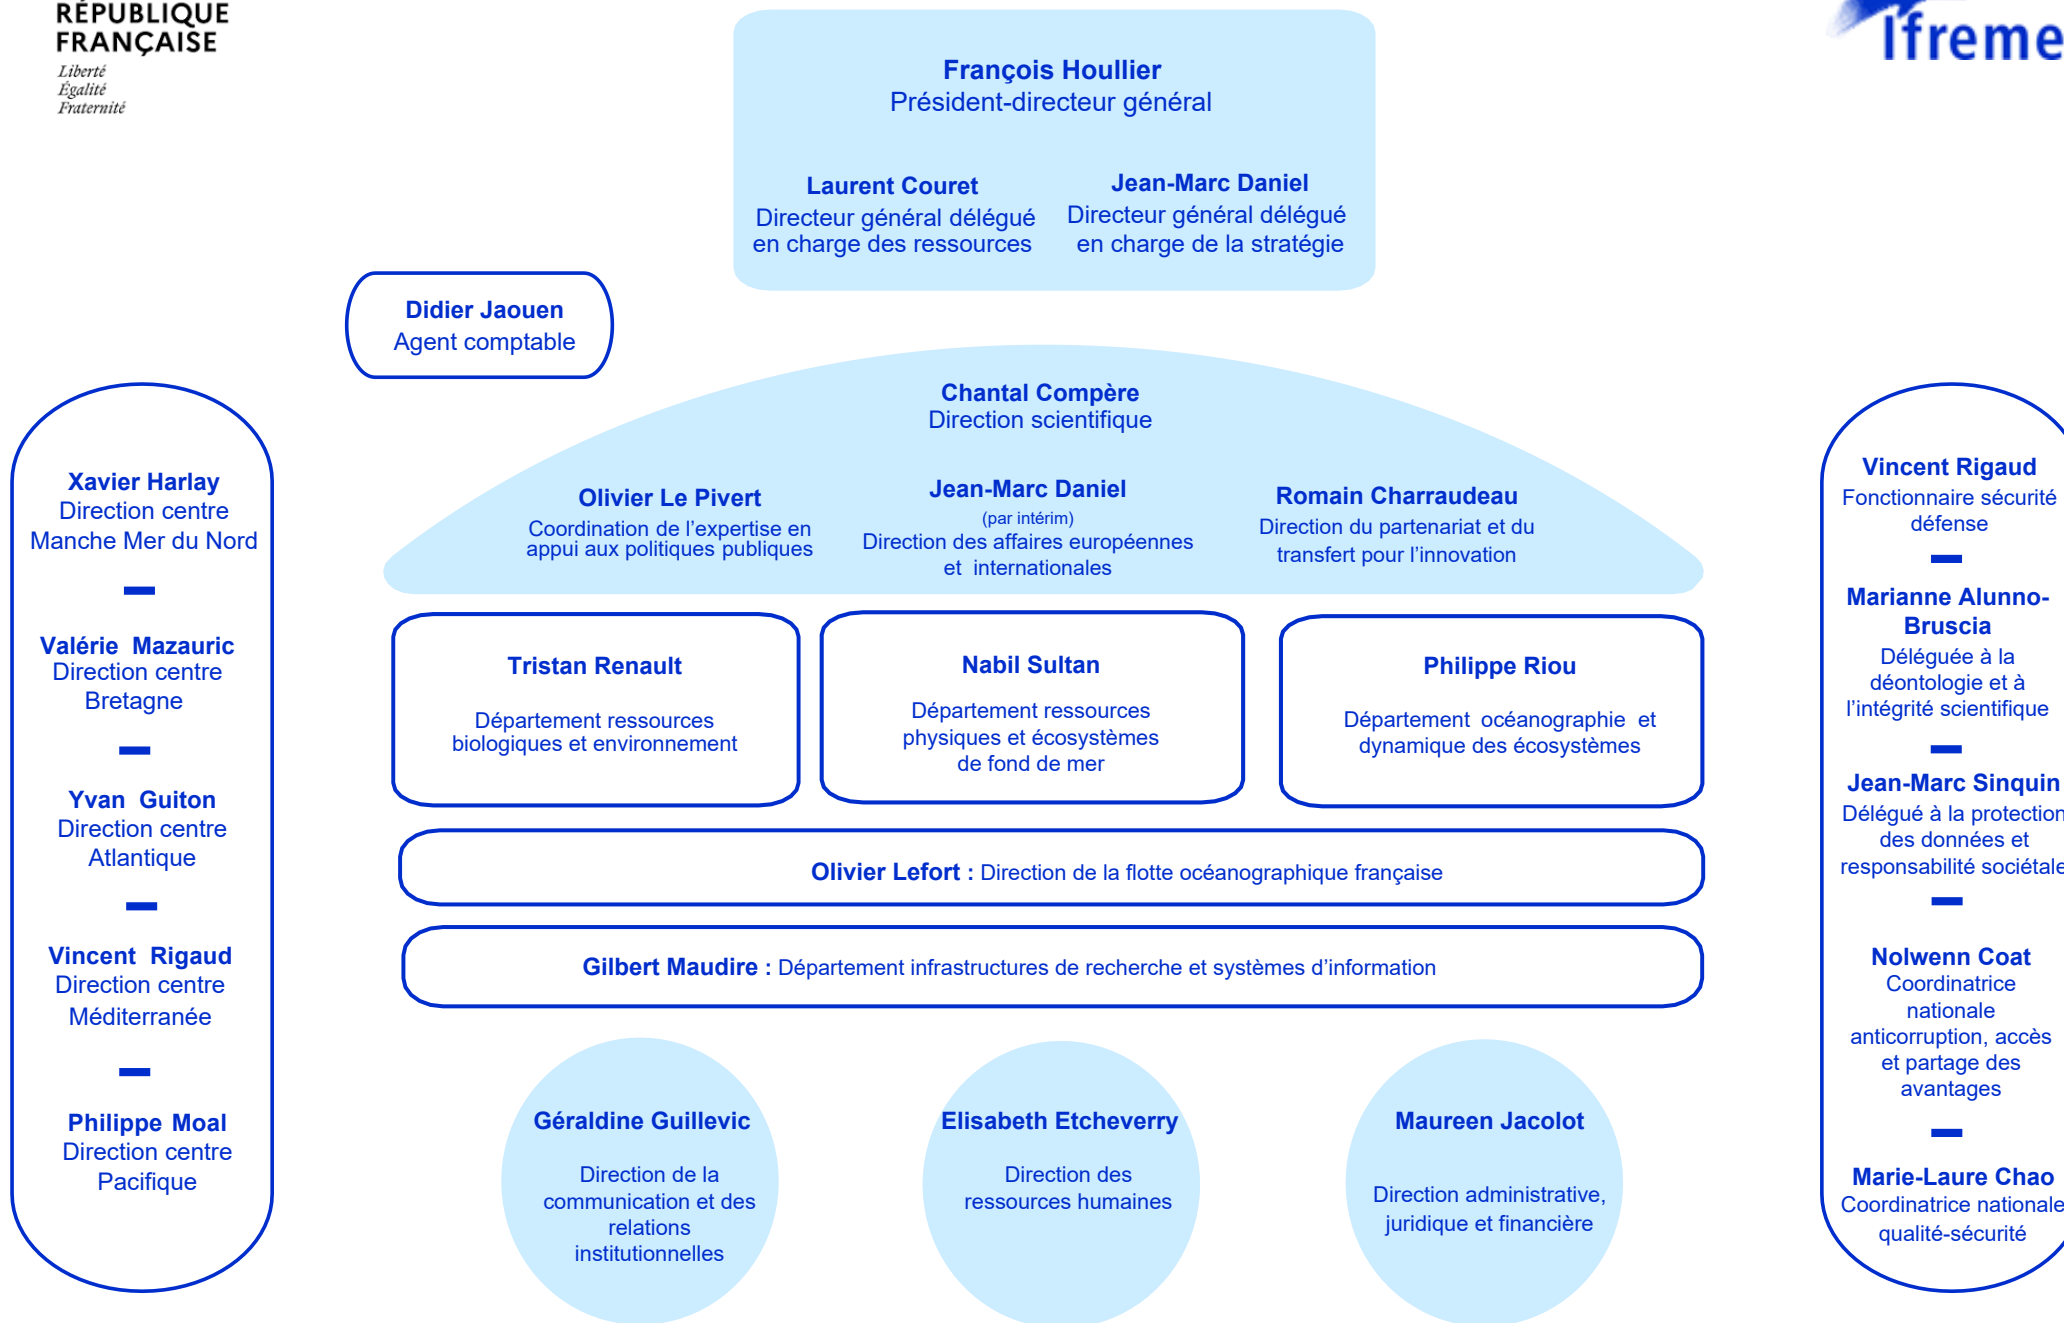 RÉPUBLIQUE
FRANÇAISE
Liberté
Égalité
Fraternité
Ifreme
François Houllier
Président-directeur général
Laurent Couret
Directeur général délégué
en charge des ressources
Jean-Marc Daniel
Directeur général délégué
en charge de la stratégie
Didier Jaouen
Agent comptable
Chantal Compère
Direction scientifique
Olivier Le Pivert
Coordination de l’expertise en
appui aux politiques publiques
Jean-Marc Daniel
(par intérim)
Direction des affaires européennes
et internationales
Romain Charraudeau
Direction du partenariat et du
transfert pour l’innovation
Xavier Harlay
Direction centre
Manche Mer du Nord
Valérie Mazauric
Direction centre
Bretagne
Yvan Guiton
Direction centre
Atlantique
Vincent Rigaud
Direction centre
Méditerranée
Philippe Moal
Direction centre
Pacifique
Tristan Renault
Département ressources
biologiques et environnement
Nabil Sultan
Département ressources
physiques et écosystèmes
de fond de mer
Philippe Riou
Département océanographie et
dynamique des écosystèmes
Olivier Lefort : Direction de la flotte océanographique française
Gilbert Maudire : Département infrastructures de recherche et systèmes d’information
Géraldine Guillevic
Direction de la
communication et des
relations
institutionnelles
Elisabeth Etcheverry
Direction des
ressources humaines
Maureen Jacolot
Direction administrative,
juridique et financière
Vincent Rigaud
Fonctionnaire sécurité
défense
Marianne Alunno-
Bruscia
Déléguée à la
déontologie et à
l’intégrité scientifique
Jean-Marc Sinquin
Délégué à la protection
des données et
responsabilité sociétale
Nolwenn Coat
Coordinatrice
nationale
anticorruption, accès
et partage des
avantages
Marie-Laure Chao
Coordinatrice nationale
qualité-sécurité